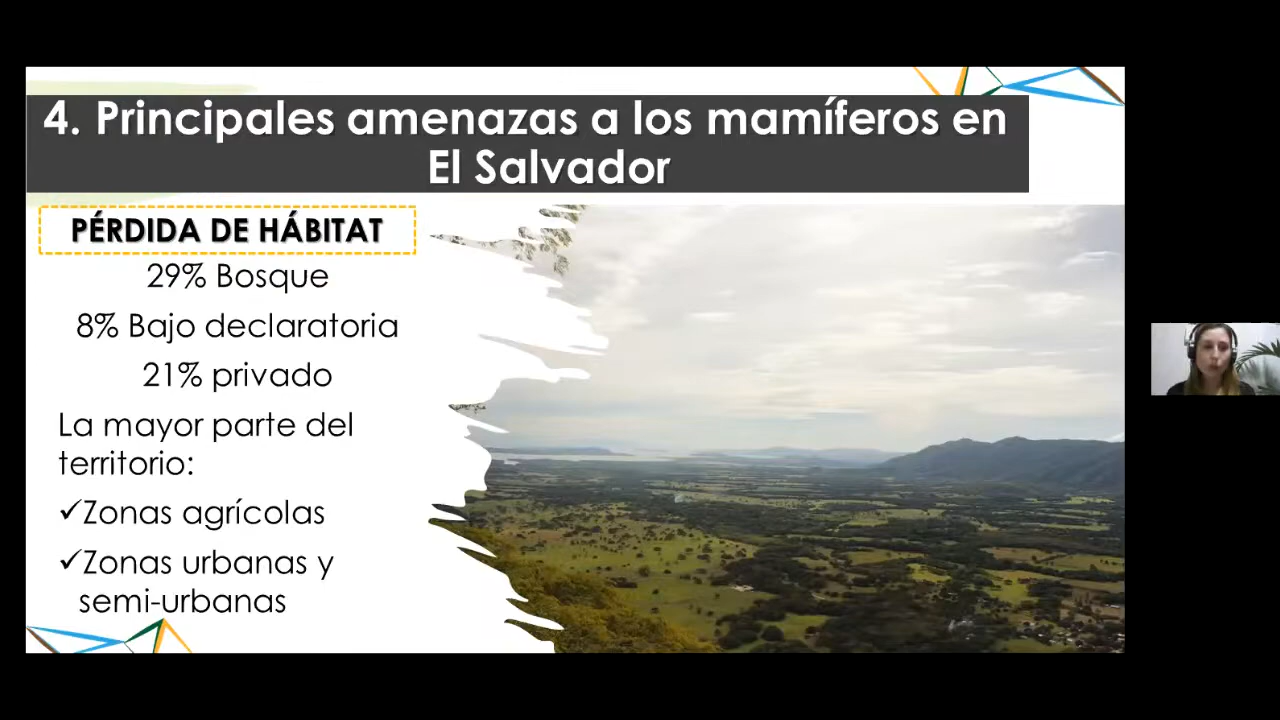 4. Principales amenazas a los mamíferos en
El Salvador
PÉRDIDA DE HÁBITAT
29% Bosque
8% Bajo declaratoria
21% privado
La mayor parte del
territorio:
✓Zonas agrícolas
✓Zonas urbanas y
semi-urbanas